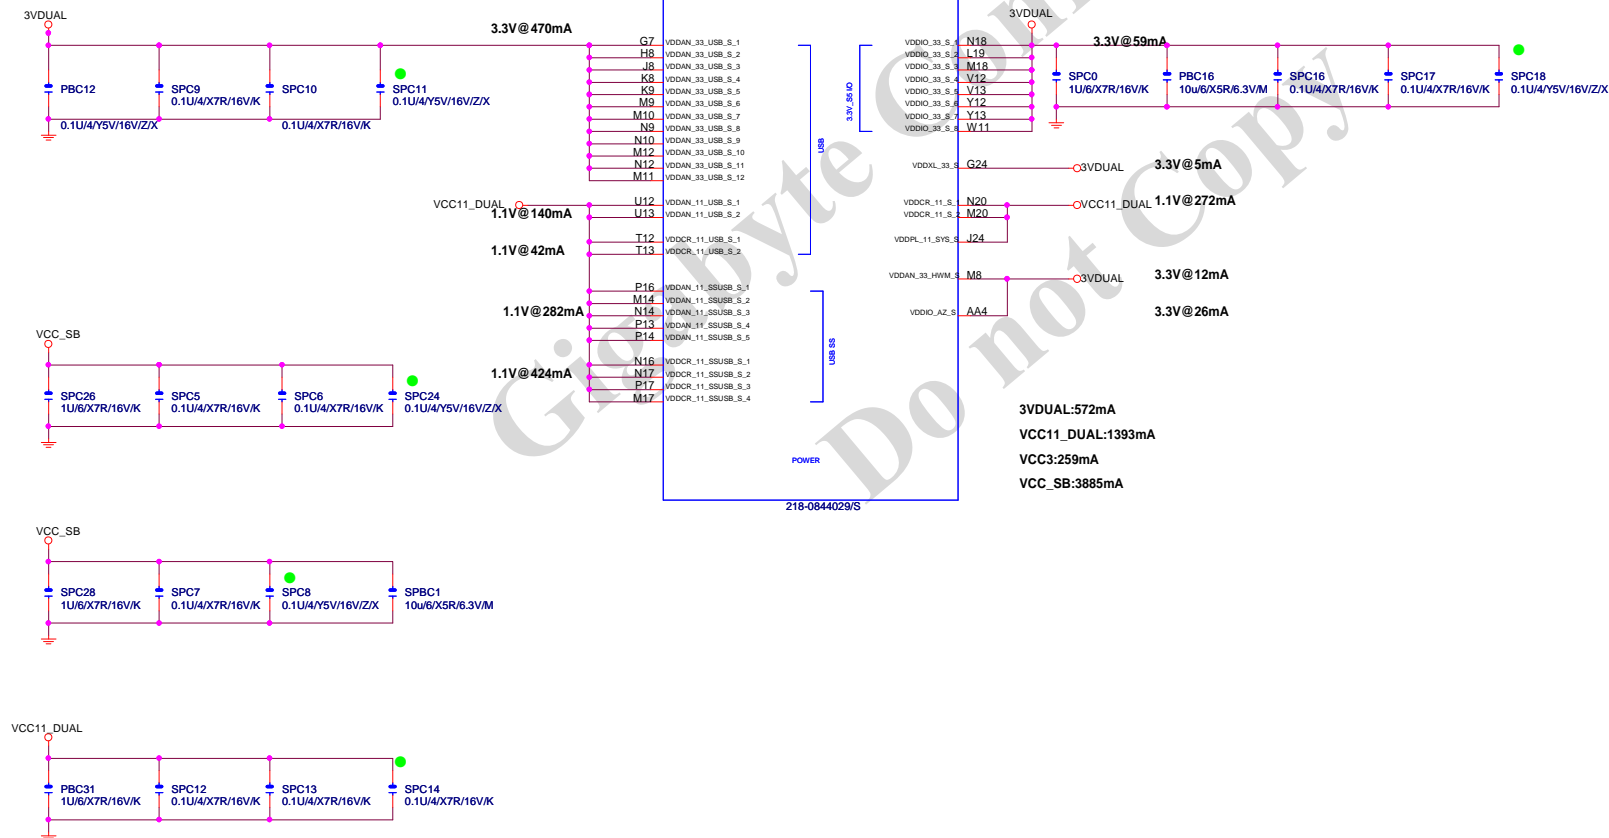 3VDUAL
3.3V@470mA
PBC12
0.1U/4/Y5V/16V/Z/X
SPC9
0.1U/4/X7R/16V/K
SPC10
0.1U/4/X7R/16V/K
SPC11
0.1U/4/Y5V/16V/Z/X
G7 VDDAN_33_USB_S_1
H8 VDDAN_33_USB_S_2
J8 VDDAN_33_USB_S_3
K8 VDDAN_33_USB_S_4
K9 VDDAN_33_USB_S_5
M9 VDDAN_33_USB_S_6
M10 VDDAN_33_USB_S_7
N9 VDDAN_33_USB_S_8
N10 VDDAN_33_USB_S_9
M12 VDDAN_33_USB_S_10
N12 VDDAN_33_USB_S_11
M11 VDDAN_33_USB_S_12
VCC11_DUAL
1.1V@140mA
U12 VDDAN_11_USB_S_1
U13 VDDAN_11_USB_S_2
1.1V@42mA
T12 VDDCR_11_USB_S_1
T13 VDDCR_11_USB_S_2
1.1V@282mA
P16 VDDAN_11_SSUSB_S_1
M14 VDDAN_11_SSUSB_S_2
N14 VDDAN_11_SSUSB_S_3
P13 VDDAN_11_SSUSB_S_4
P14 VDDAN_11_SSUSB_S_5
1.1V@424mA
N16 VDDCR_11_SSUSB_S_1
N17 VDDCR_11_SSUSB_S_2
P17 VDDCR_11_SSUSB_S_3
M17 VDDCR_11_SSUSB_S_4
USB
USB SS
3.3V_S5 I/O
POWER
218-0844029/S
VDDIO_33_S_1 N18
VDDIO_33_S_2 L19
VDDIO_33_S_3 M18
VDDIO_33_S_4 V12
VDDIO_33_S_5 V13
VDDIO_33_S_6 Y12
VDDIO_33_S_7 Y13
VDDIO_33_S_8 W11
VDDXL_33_S G24
3VDUAL
3.3V@5mA
VDDCR_11_S_1 N20
VDDCR_11_S_2 M20
VCC11_DUAL
1.1V@272mA
VDDPL_11_SYS_S J24
VDDAN_33_HWM_S M8
3VDUAL
3.3V@12mA
VDDIO_AZ_S AA4
3.3V@26mA
3VDUAL
3.3V@59mA
SPC0
1U/6/X7R/16V/K
PBC16
10u/6/X5R/6.3V/M
SPC16
0.1U/4/X7R/16V/K
SPC17
0.1U/4/X7R/16V/K
SPC18
0.1U/4/Y5V/16V/Z/X
3VDUAL:572mA
VCC11_DUAL:1393mA
VCC3:259mA
VCC_SB:3885mA
VCC_SB
SPC26
1U/6/X7R/16V/K
SPC5
0.1U/4/X7R/16V/K
SPC6
0.1U/4/X7R/16V/K
SPC24
0.1U/4/Y5V/16V/Z/X
VCC_SB
SPC28
1U/6/X7R/16V/K
SPC7
0.1U/4/X7R/16V/K
SPC8
0.1U/4/Y5V/16V/Z/X
SPBC1
10u/6/X5R/6.3V/M
VCC11_DUAL
PBC31
1U/6/X7R/16V/K
SPC12
0.1U/4/X7R/16V/K
SPC13
0.1U/4/X7R/16V/K
SPC14
0.1U/4/X7R/16V/K
Gigabyte
Do not Copy